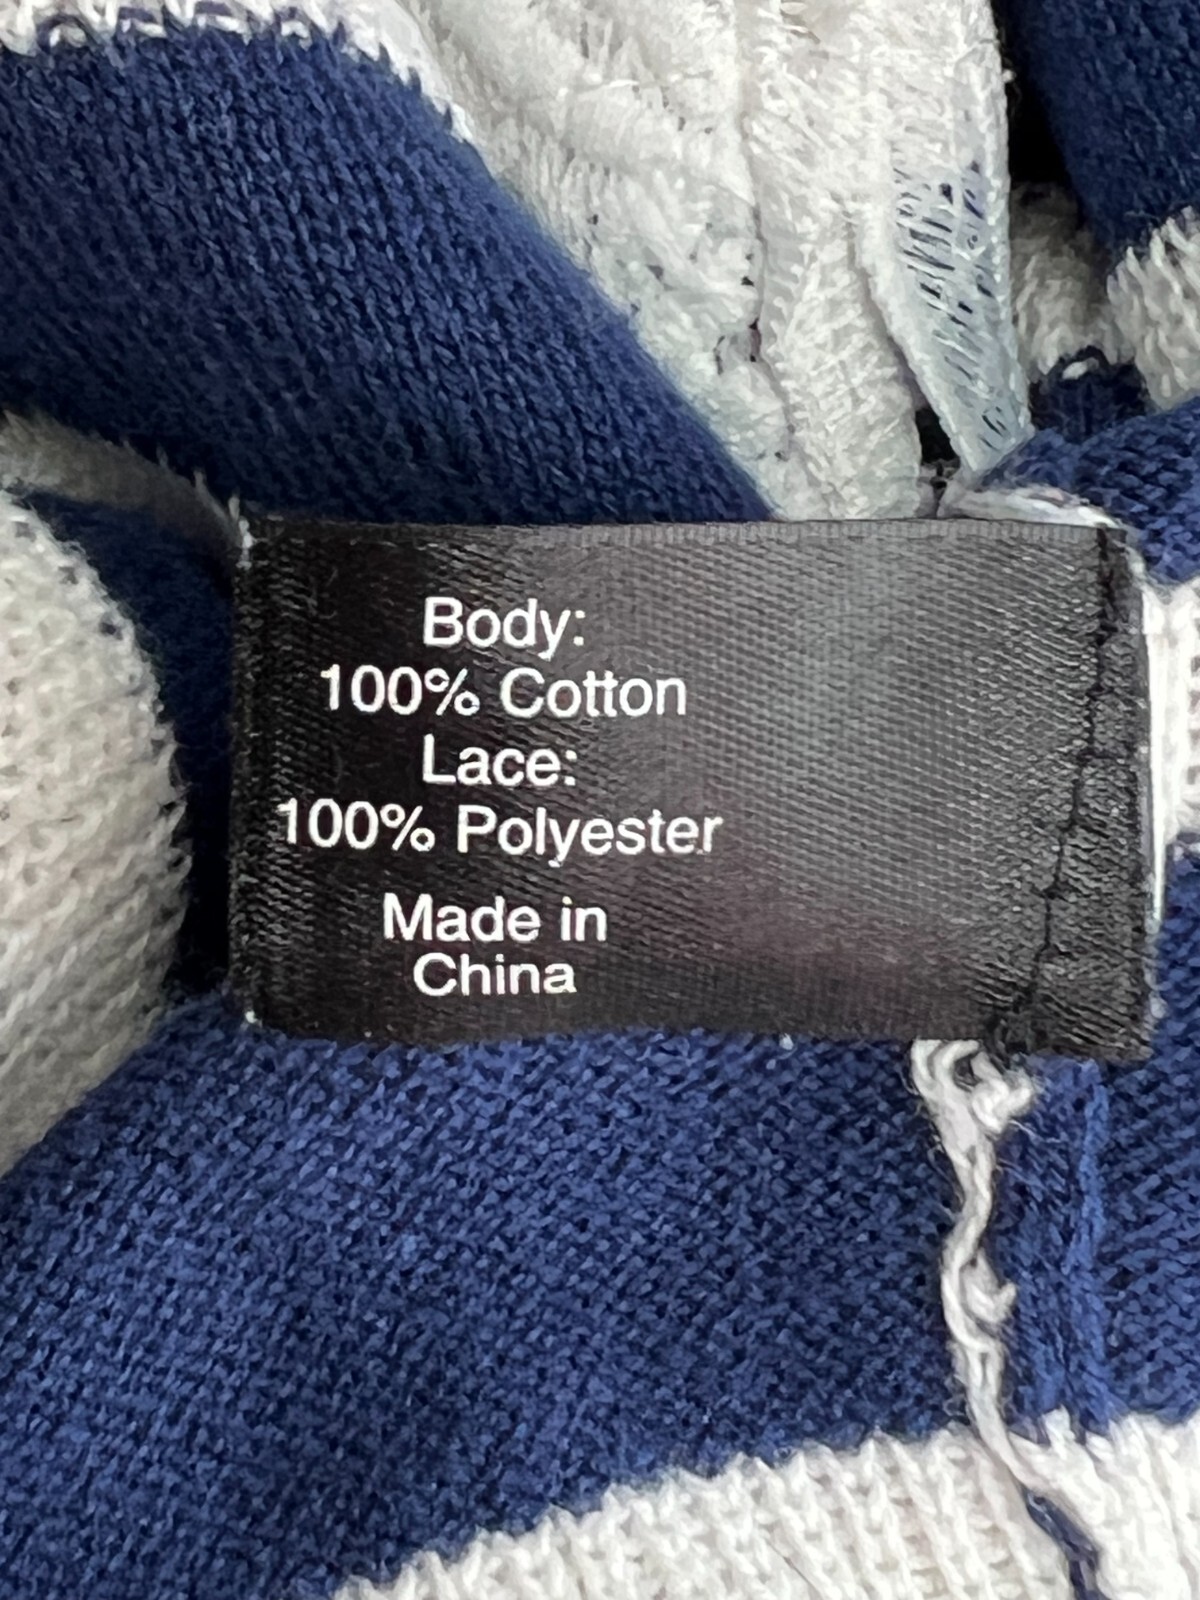 Body:
100% Cotton
Lace:
100% Polyester
Made in
China